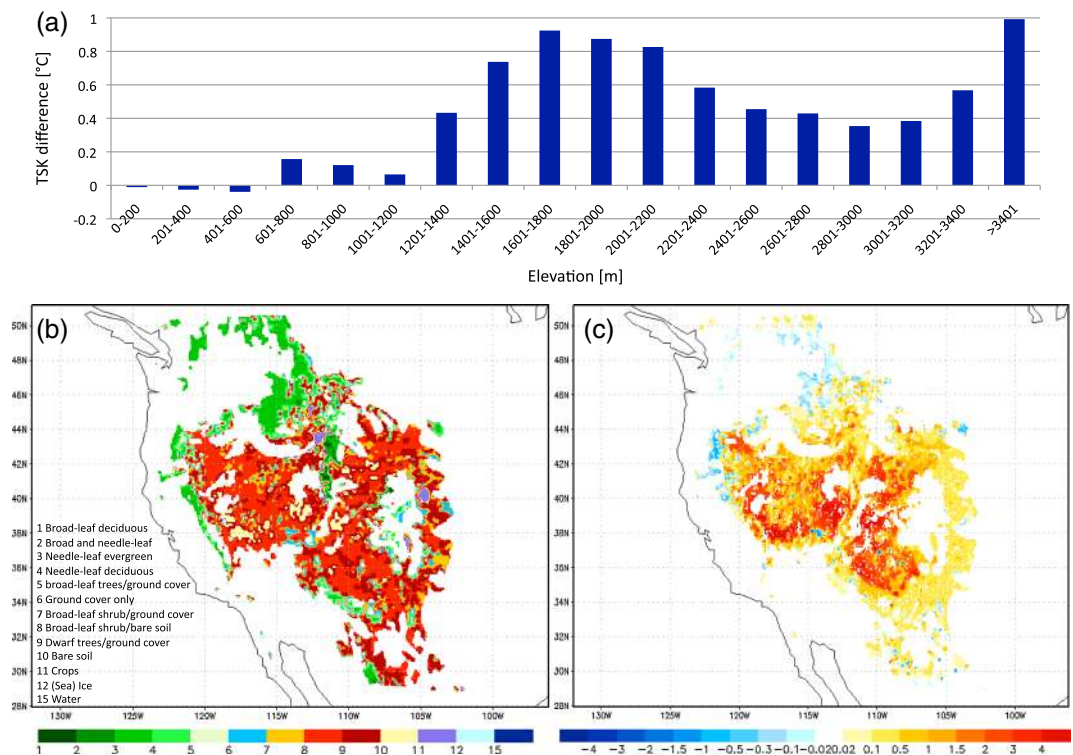 (a)
TSK difference [°C]
1
0.8
0.6
0.4
0.2
0
-0.2
0-200
201-400
401-600
601-800
801-1000
1001-1200
1201-1400
1401-1600
1601-1800
1801-2000
2001-2200
2201-2400
2401-2600
2601-2800
2801-3000
3001-3200
3201-3400
>3401
Elevation [m]
(b)
50N
48N
46N
44N
42N
40N
38N
36N
34N
32N
30N
28N
1 Broad-leaf deciduous
2 Broad and needle-leaf
3 Needle-leaf evergreen
4 Needle-leaf deciduous
5 broad-leaf trees/ground cover
6 Ground cover only
7 Broad-leaf shrub/ground cover
8 Broad-leaf shrub/bare soil
9 Dwarf trees/ground cover
10 Bare soil
11 Crops
12 (Sea) Ice
15 Water
130W 125W 120W 115W 110W 105W 100W
1 2 3 4 5 6 7 8 9 10 11 12 15
(c)
50N
48N
46N
44N
42N
40N
38N
36N
34N
32N
30N
28N
130W 125W 120W 115W 110W 105W 100W
-4 -2 -1.5 -1 -0.5 -0.1 -0.02 0.02 0.1 0.5 1 1.5 2 4